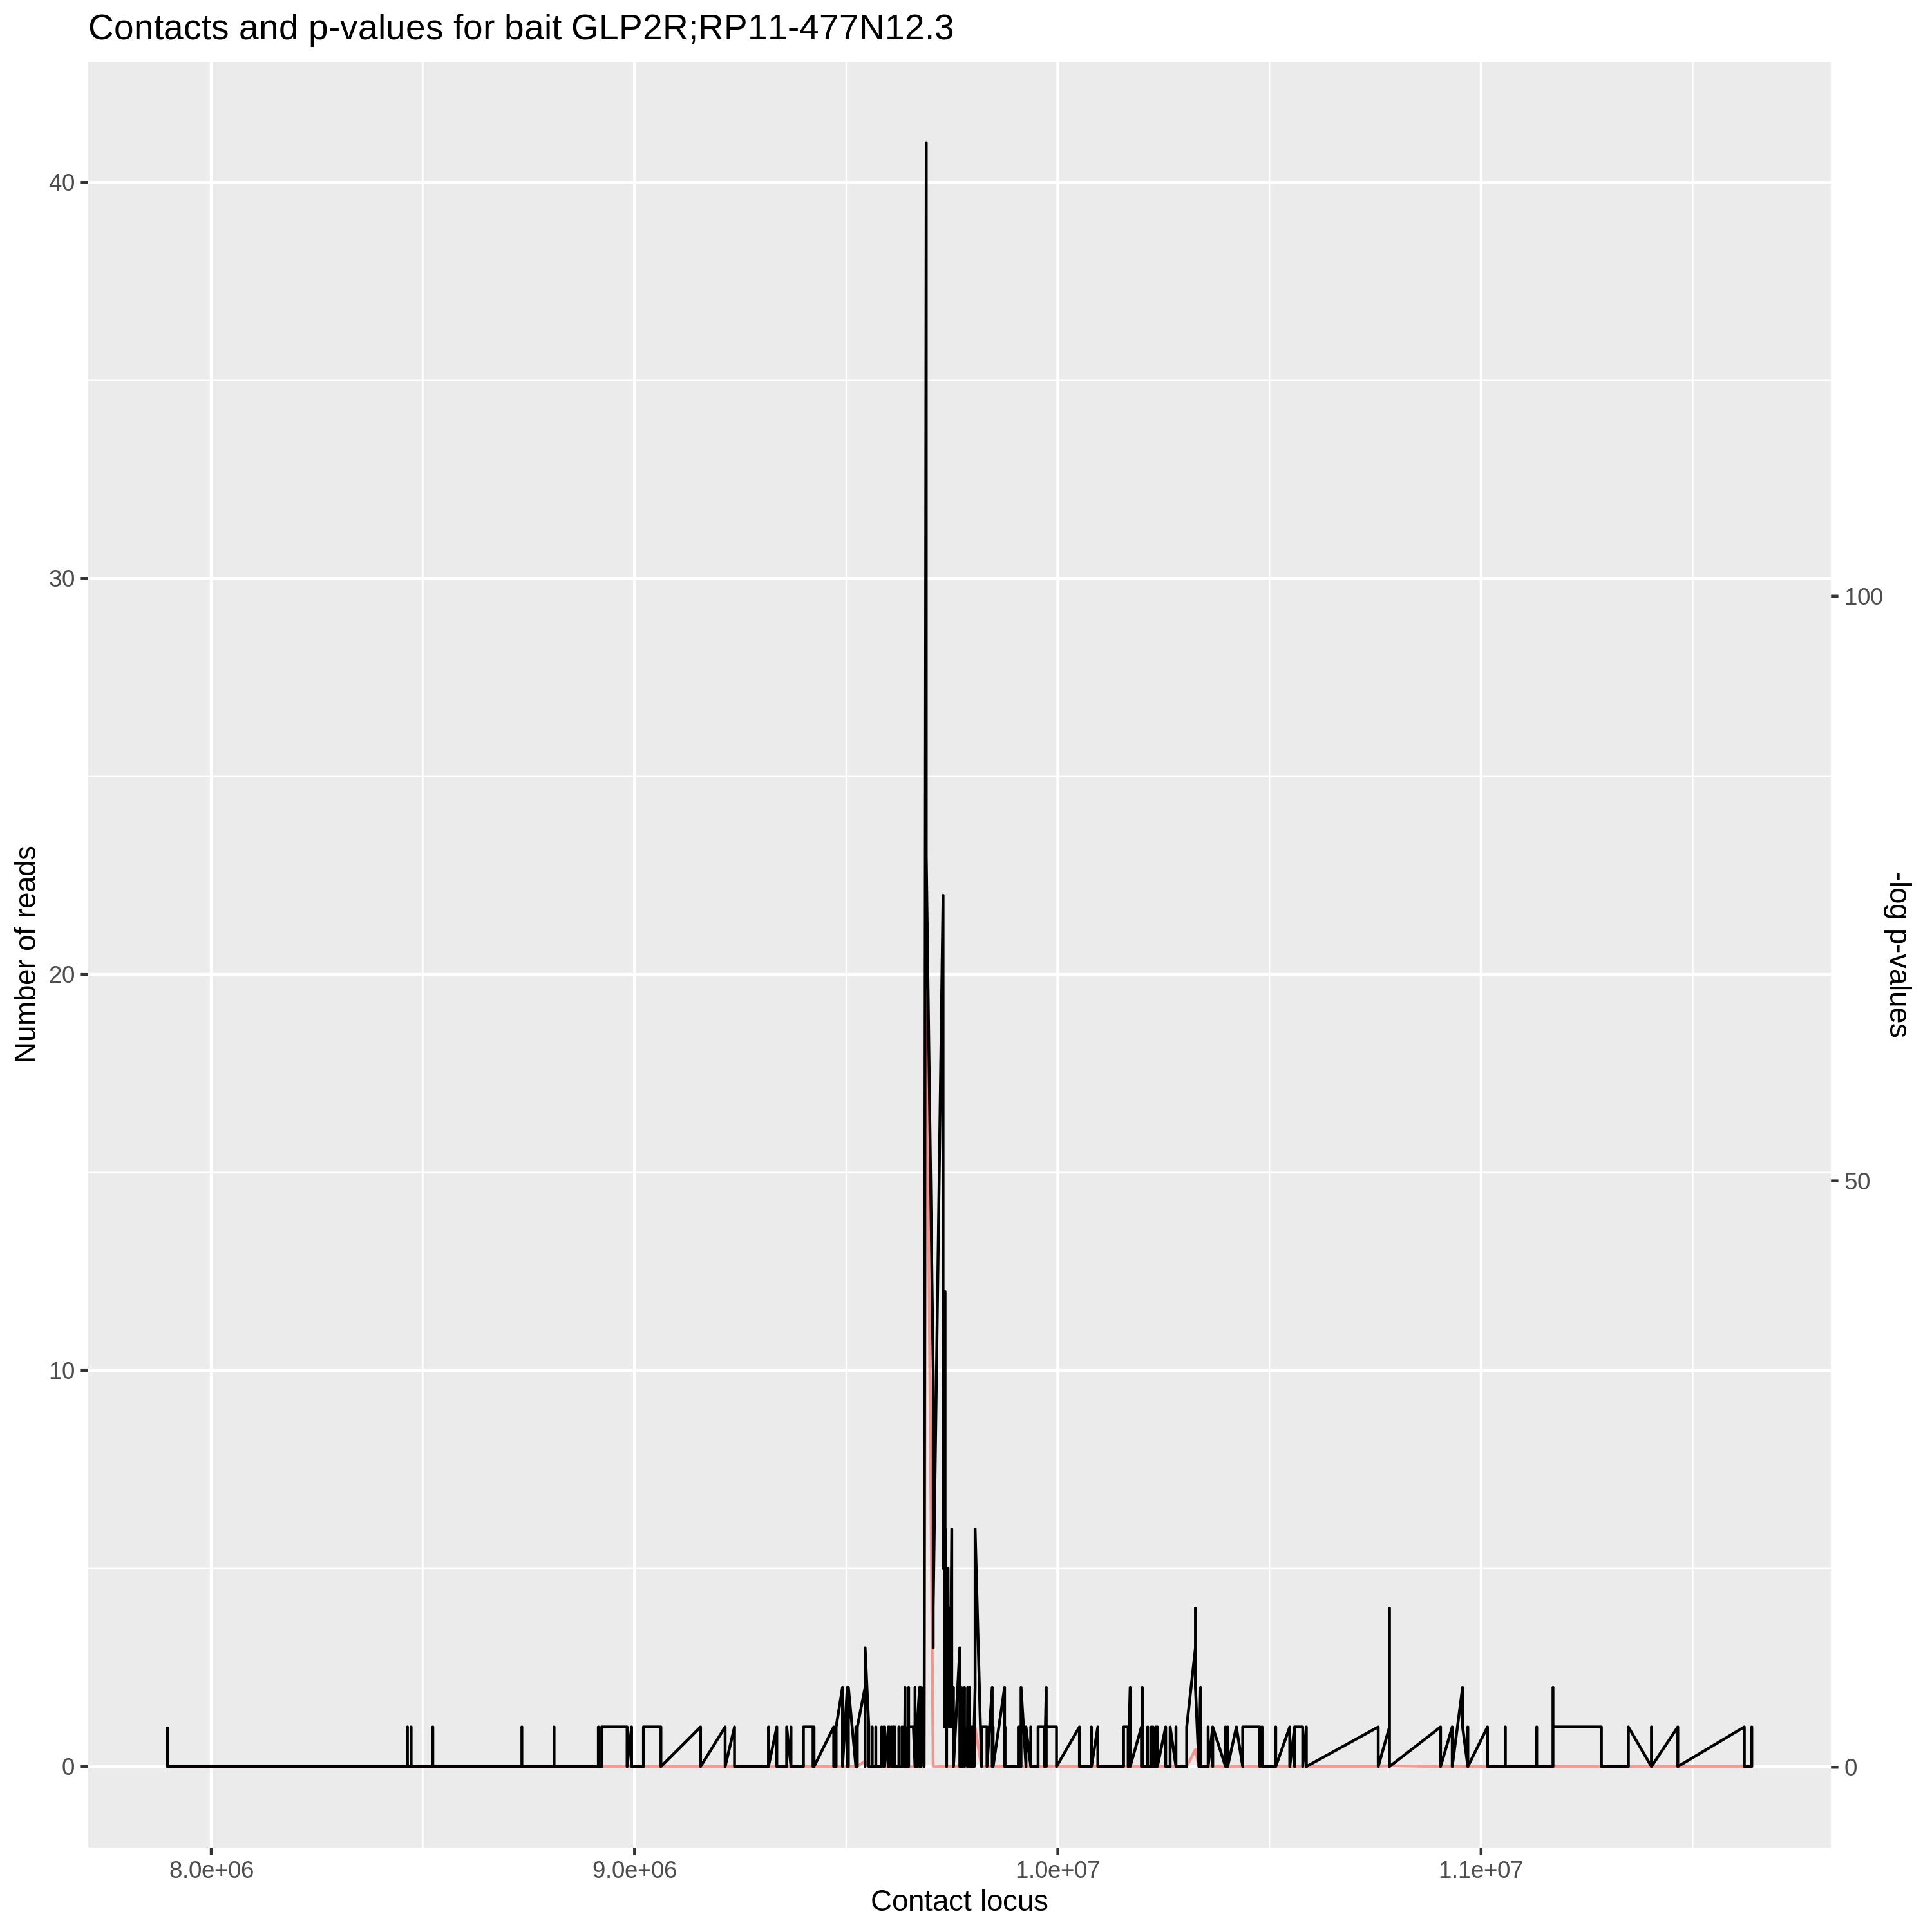 Contacts and p-values for bait GLP2R;RP11-477N12.3
40
30
20
10
0
Number of reads
100
50
0
-log p-values
8.0e+06
9.0e+06
1.0e+07
1.1e+07
Contact locus